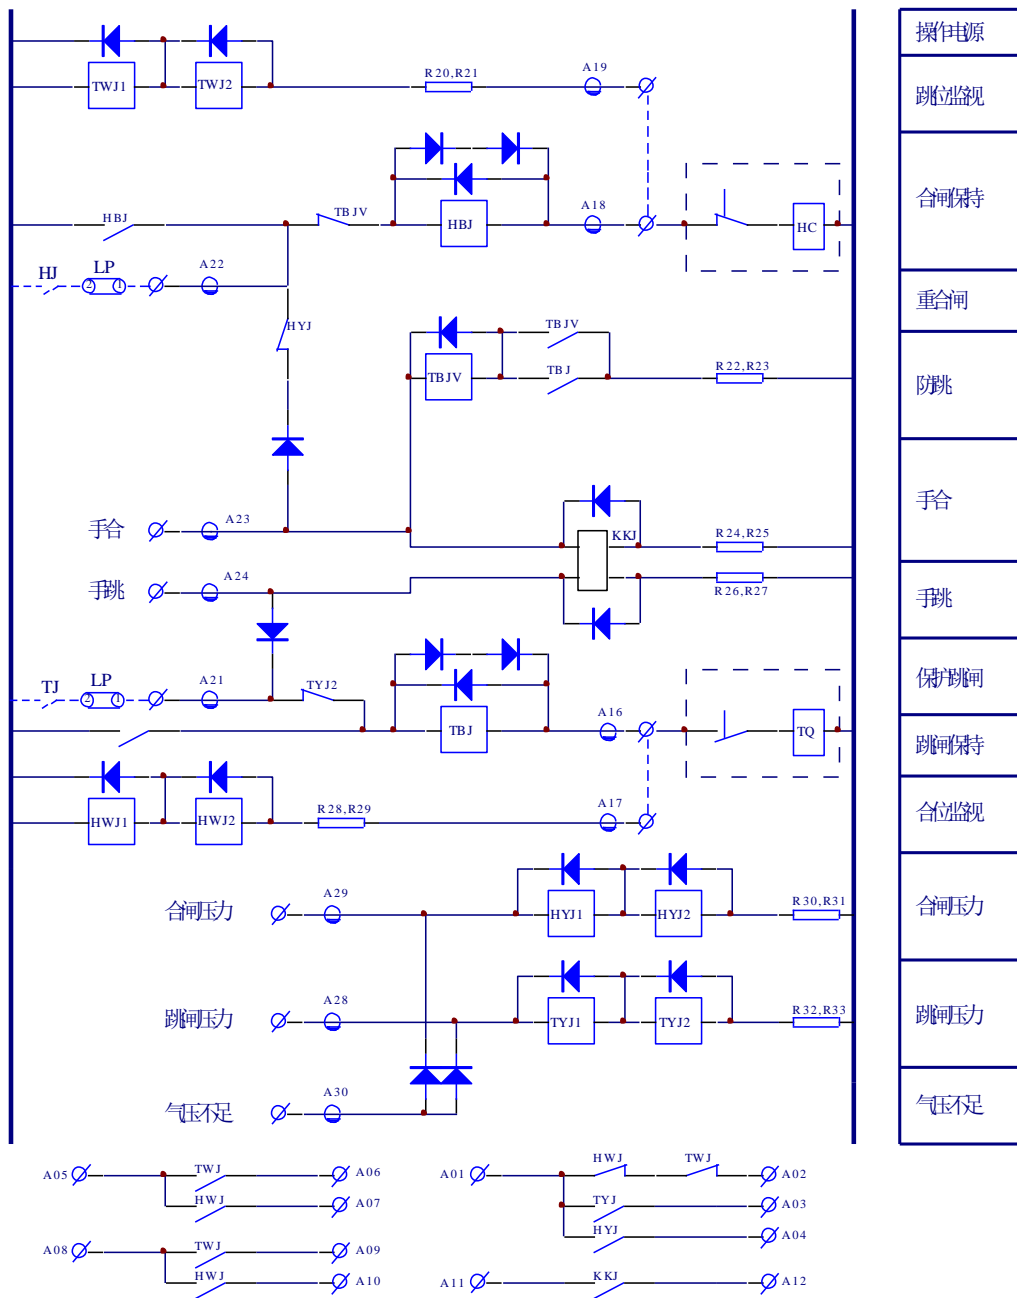 操作电源
TWJ1
TWJ2
R20,R21
A19
跳位监视
HBJ
TBJV
HBJ
A18
HC
合闸保持
HJ
LP
2
1
A22
重合闸
HYJ
TBJV
TBJV
TBJ
R22,R23
防跳
手合
A23
KKJ
R24,R25
手合
手跳
A24
R26,R27
手跳
TJ
LP
2
1
A21
TYJ2
保护跳闸
TBJ
A16
TQ
跳闸保持
HWJ1
HWJ2
R28,R29
A17
合位监视
合闸压力
A29
HYJ1
HYJ2
R30,R31
合闸压力
跳闸压力
A28
TYJ1
TYJ2
R32,R33
跳闸压力
气压不足
A30
气压不足
A05
TWJ
A06
HWJ
A07
A01
HWJ
TWJ
A02
TYJ
A03
HYJ
A04
A08
TWJ
A09
HWJ
A10
A11
KKJ
A12